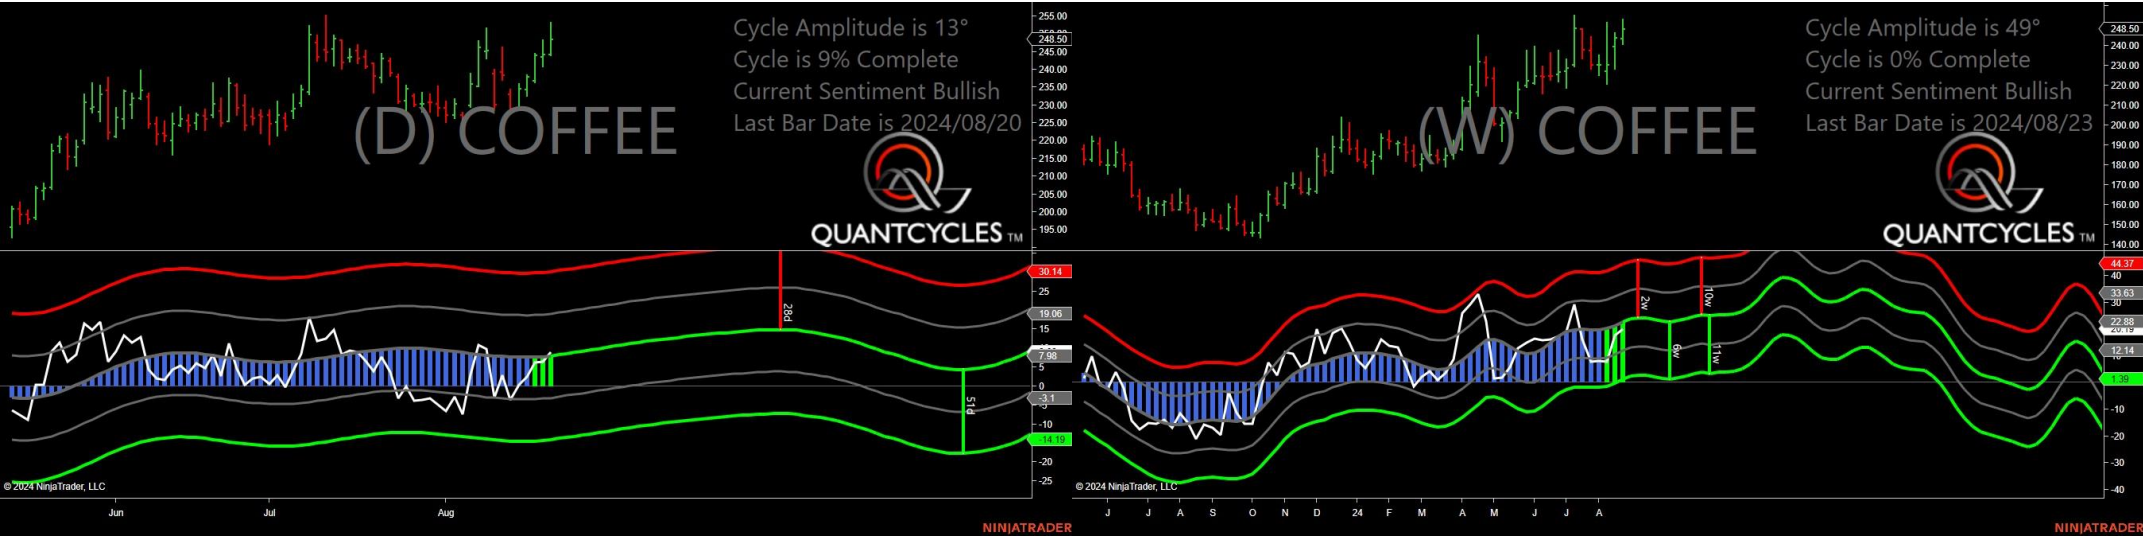 Cycle Amplitude is 13°
Cycle is 9% Complete
Current Sentiment Bullish
Last Bar Date is 2024/08/20
(D) COFFEE
QUANTCYCLES TM
255.00
248.50
245.00
240.00
235.00
230.00
225.00
220.00
215.00
210.00
205.00
200.00
195.00
30.14
25
19.06
15
7.98
5
0
-3.1
-10
-14.19
-20
-25
28d
51d
© 2024 NinjaTrader, LLC
Jun Jul Aug
NINJATRADER
Cycle Amplitude is 49°
Cycle is 0% Complete
Current Sentiment Bullish
Last Bar Date is 2024/08/23
(W) COFFEE
QUANTCYCLES TM
248.50
240.00
230.00
220.00
210.00
200.00
190.00
180.00
170.00
160.00
150.00
140.00
44.37
40
33.63
30
22.88
20.19
12.14
1.39
-10
-20
-30
-40
2w
10w
6w
11w
© 2024 NinjaTrader, LLC
J J A S O N D 24 F M A M J J A
NINJATRADER